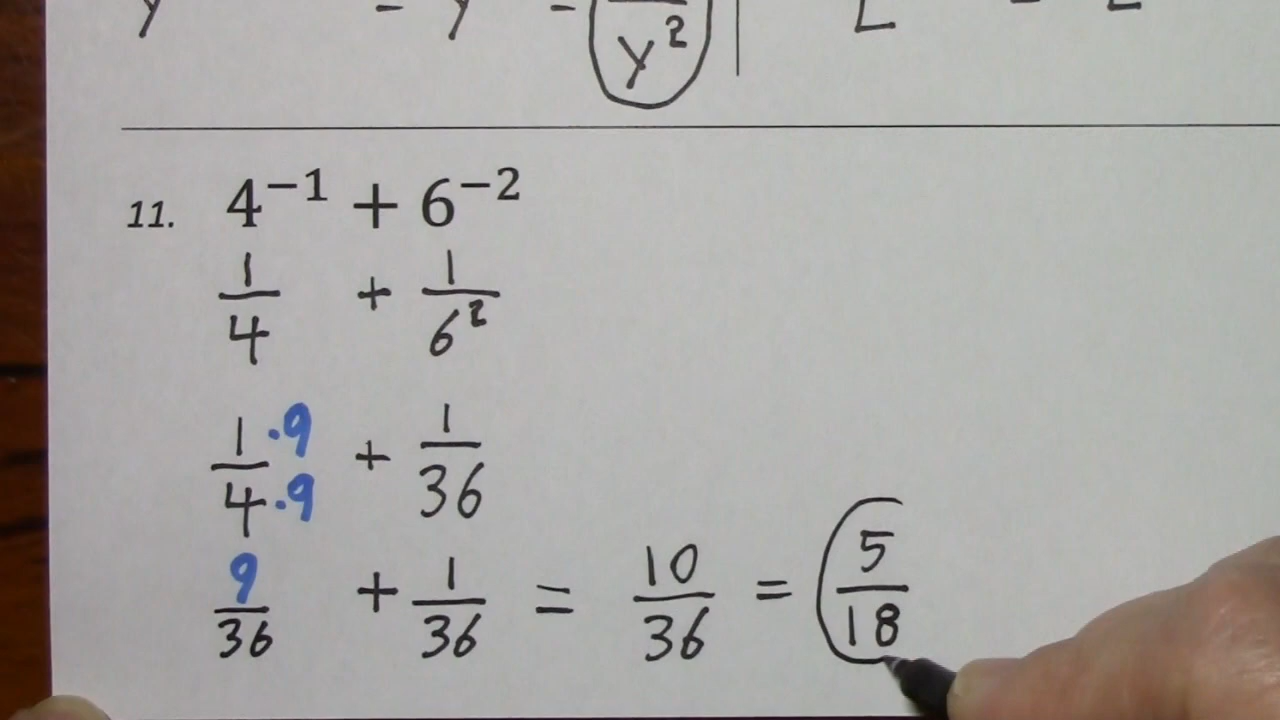 y = y = y²
11. 4⁻¹ + 6⁻²
1/4 + 1/6²
1·9/4·9 + 1/36
9/36 + 1/36 = 10/36 = 5/18